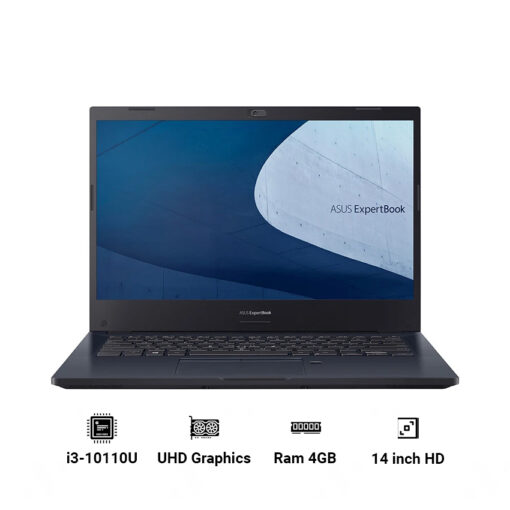 ASUS ExpertBook
ASUS ExpertBook
i3-10110U
UHD Graphics
Ram 4GB
14 inch HD